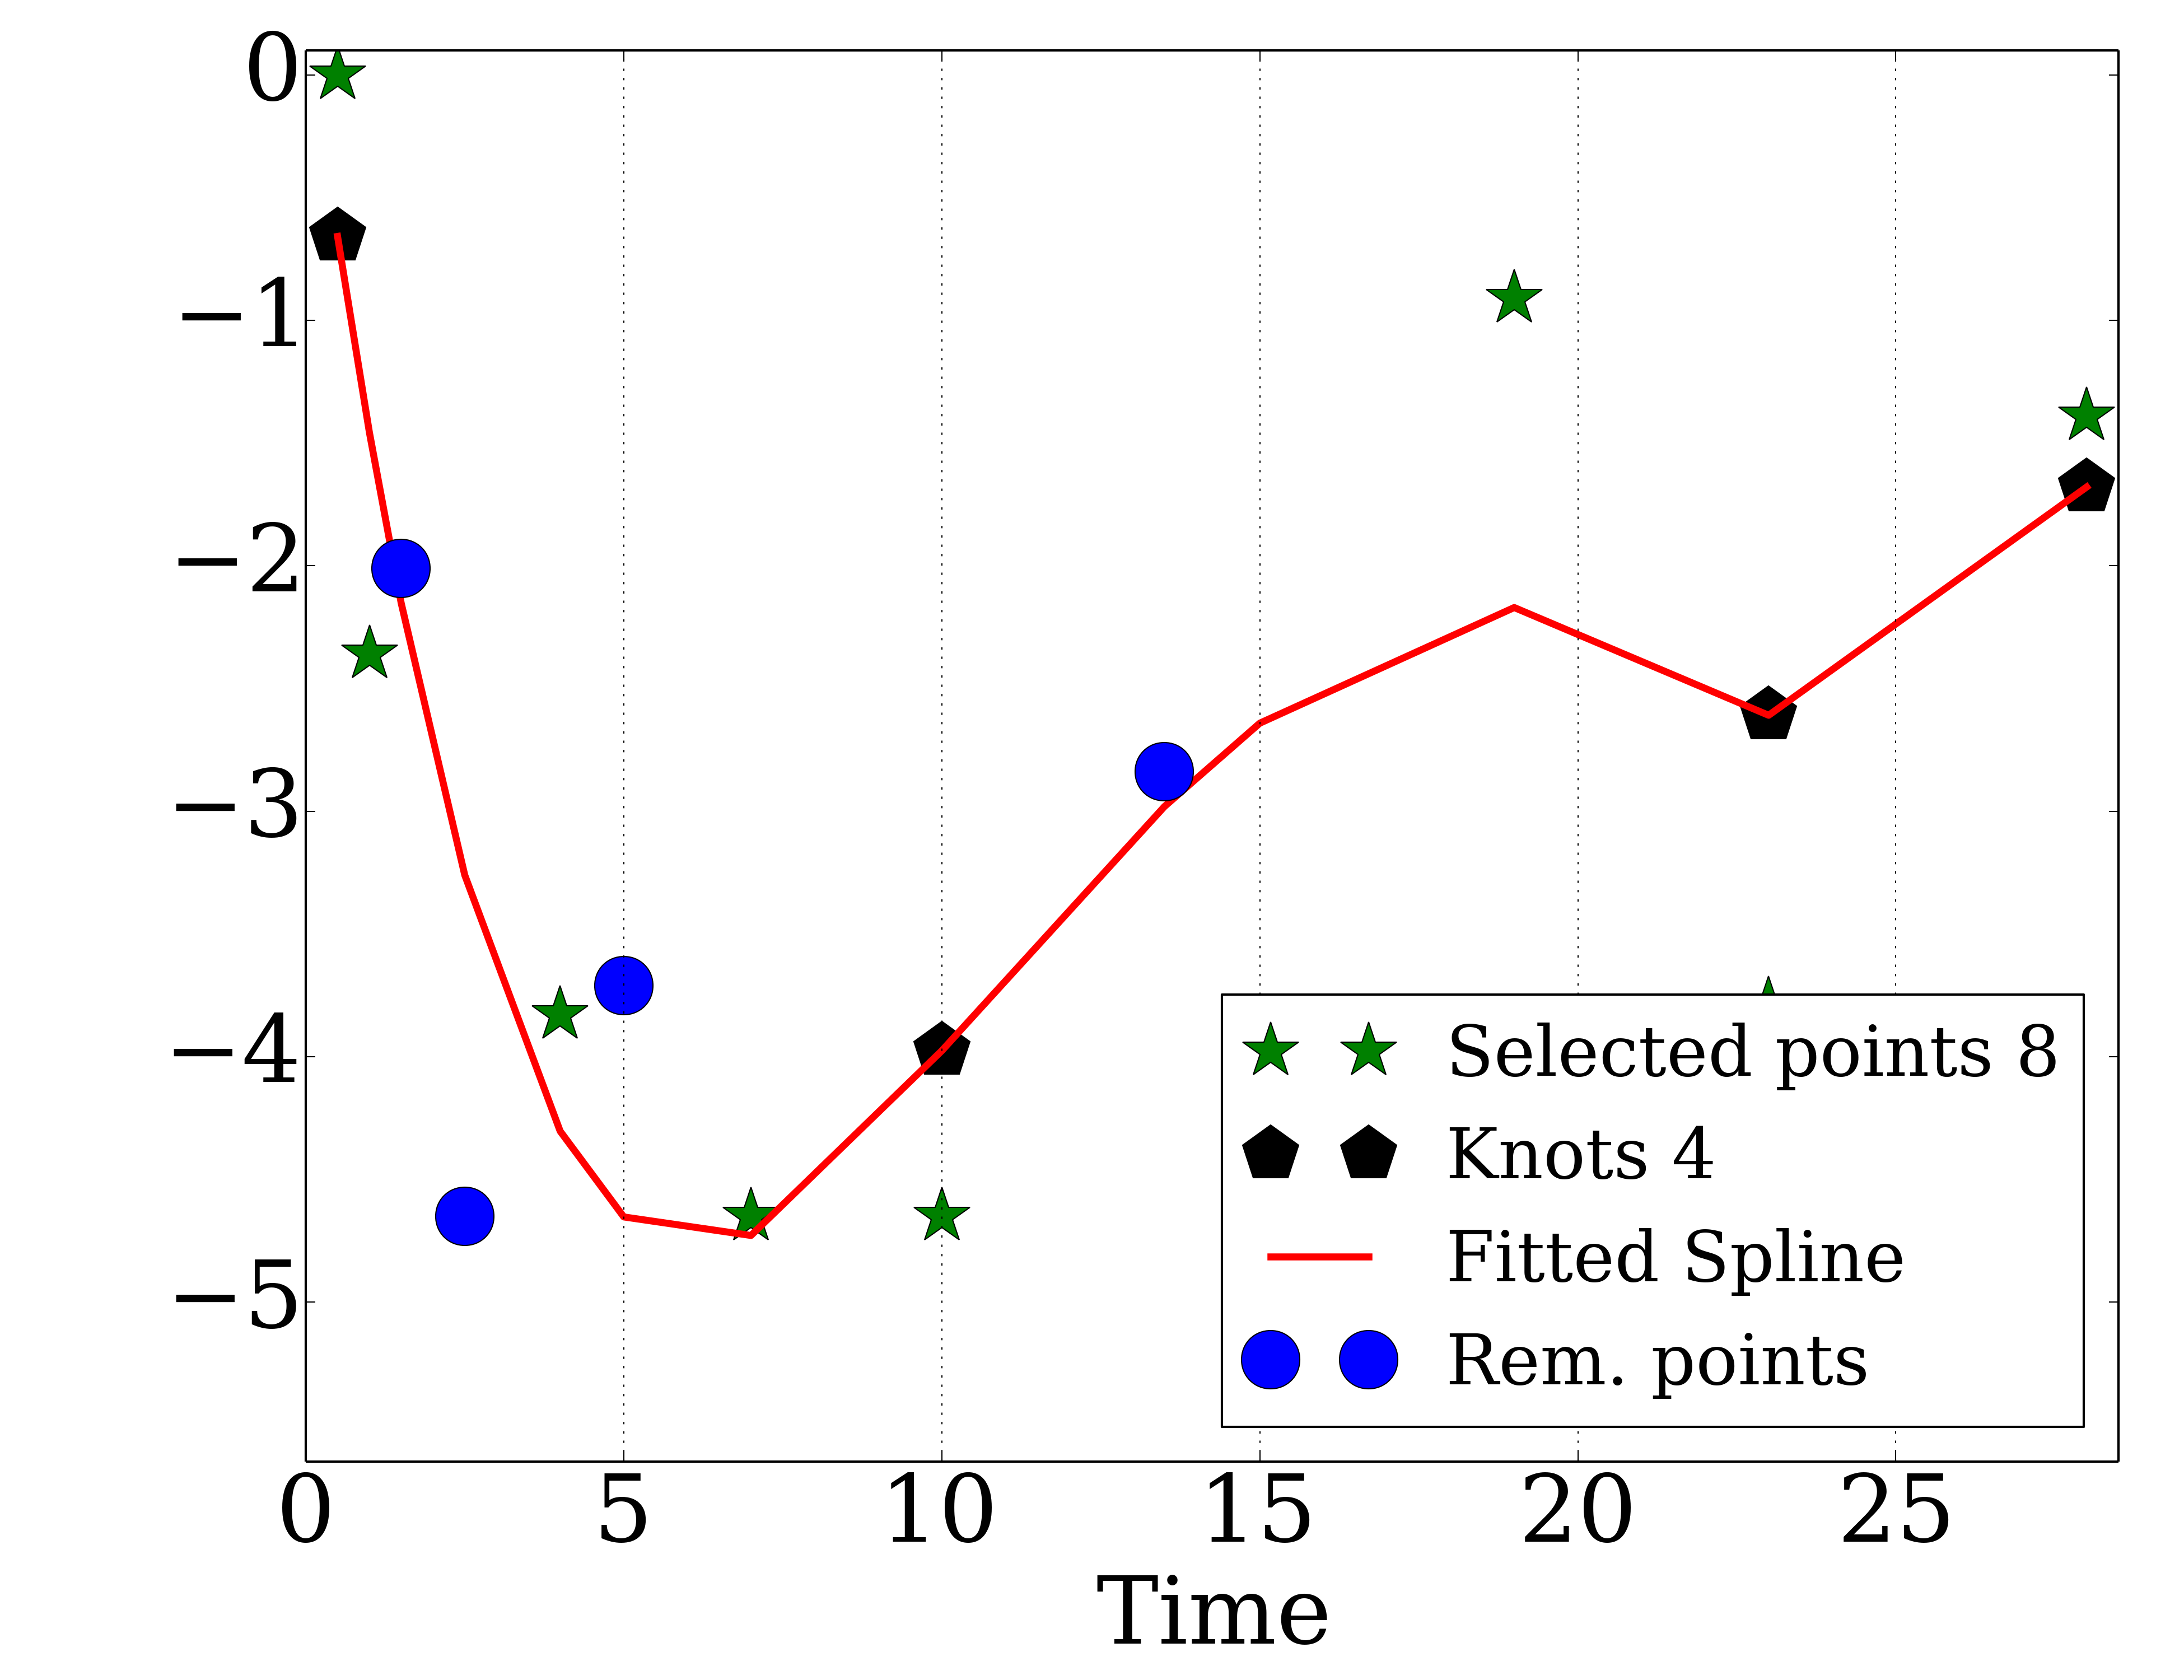 0
−1
−2
−3
−4
−5
Selected points 8
Knots 4
Fitted Spline
Rem. points
0 5 10 15 20 25
Time